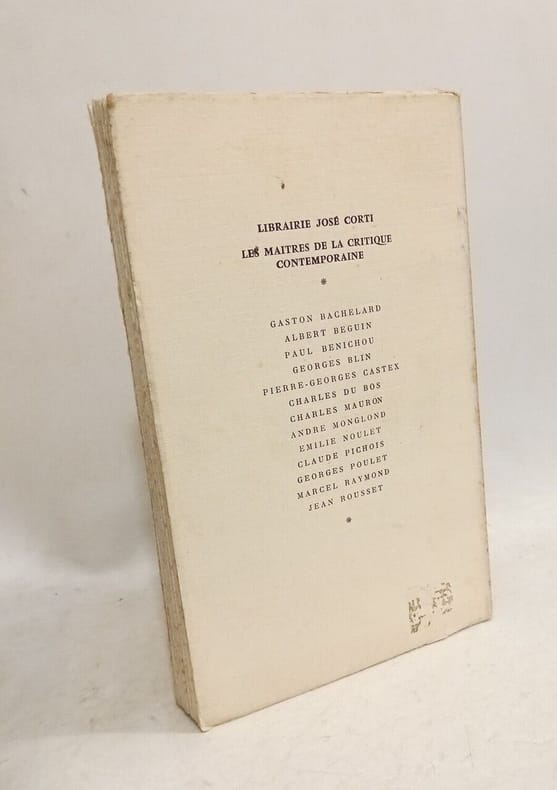 LIBRAIRIE JOSÉ CORTI
LES MAITRES DE LA CRITIQUE
CONTEMPORAINE
*
GASTON BACHELARD
ALBERT BEGUIN
PAUL BENICHOU
GEORGES BLIN
PIERRE-GEORGES CASTEX
CHARLES DU BOS
CHARLES MAURON
ANDRE MONGLOND
EMILIE NOULET
CLAUDE PICHOIS
GEORGES POULET
MARCEL RAYMOND
JEAN ROUSSET
*